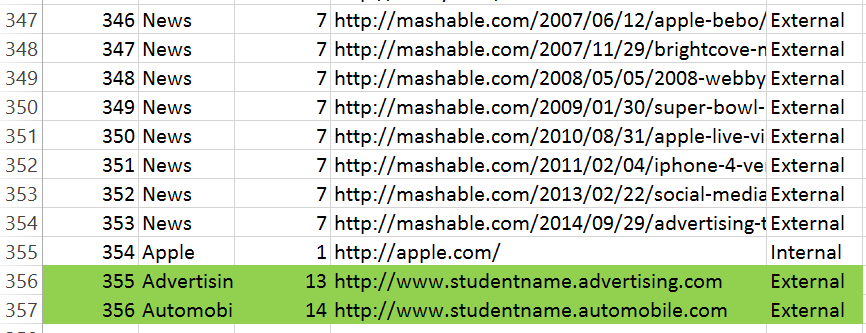 347 346 News 7 http://mashable.com/2007/06/12/apple-bebo/ External
348 347 News 7 http://mashable.com/2007/11/29/brightcove-n External
349 348 News 7 http://mashable.com/2008/05/05/2008-webby External
350 349 News 7 http://mashable.com/2009/01/30/super-bowl- External
351 350 News 7 http://mashable.com/2010/08/31/apple-live-vi External
352 351 News 7 http://mashable.com/2011/02/04/iphone-4-ver External
353 352 News 7 http://mashable.com/2013/02/22/social-media External
354 353 News 7 http://mashable.com/2014/09/29/advertising-t External
355 354 Apple 1 http://apple.com/ Internal
356 355 Advertisin 13 http://www.studentname.advertising.com External
357 356 Automobi 14 http://www.studentname.automobile.com External